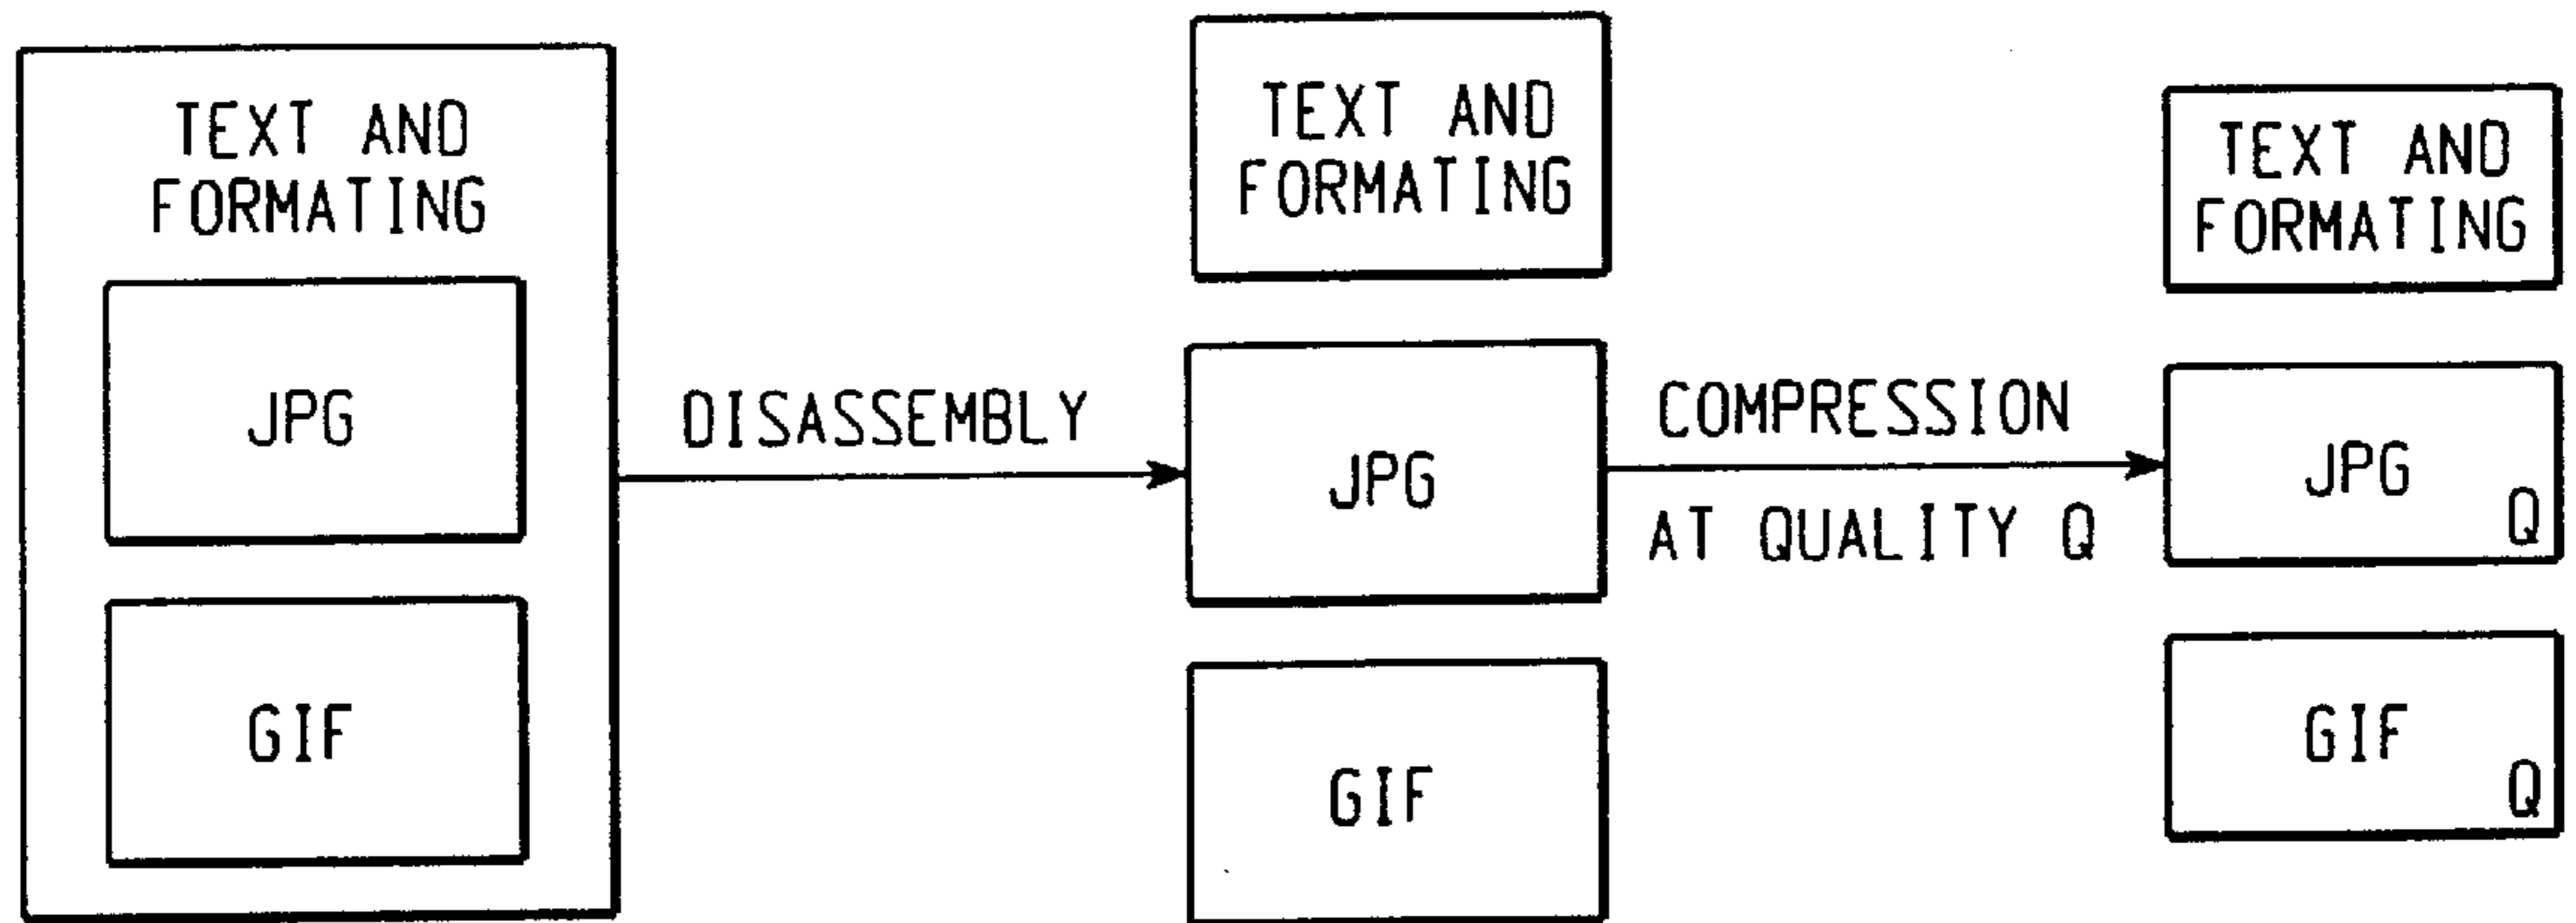 TEXT AND
FORMATING
JPG
GIF
DISASSEMBLY
TEXT AND
FORMATING
JPG
GIF
COMPRESSION
AT QUALITY Q
TEXT AND
FORMATING
JPG
Q
GIF
Q